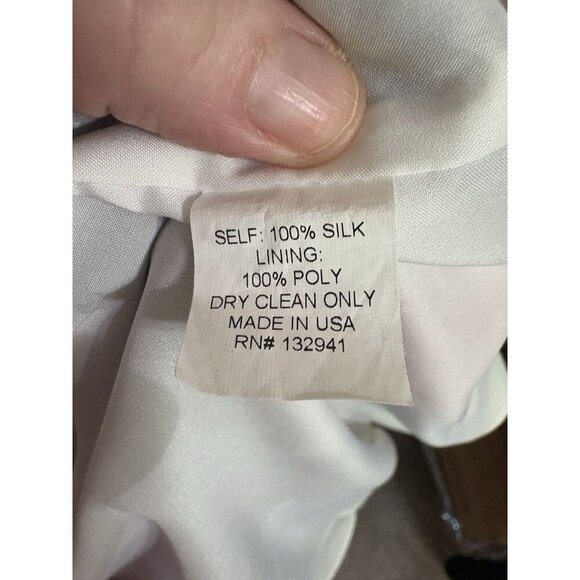 SELF: 100% SILK
LINING:
100% POLY
DRY CLEAN ONLY
MADE IN USA
RN# 132941